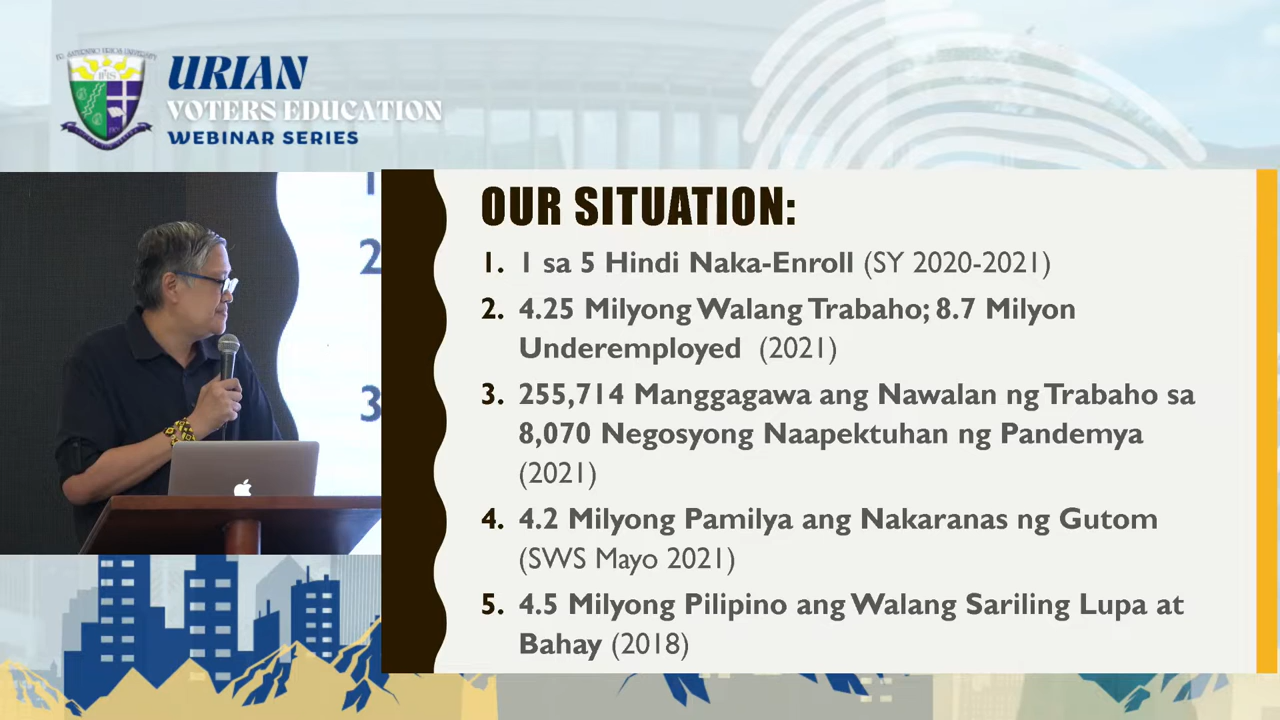 URIAN
VOTERS EDUCATION
WEBINAR SERIES
1
2
3
OUR SITUATION:
1. 1 sa 5 Hindi Naka-Enroll (SY 2020-2021)
2. 4.25 Milyong Walang Trabaho; 8.7 Milyon
Underemployed (2021)
3. 255,714 Manggagawa ang Nawalan ng Trabaho sa
8,070 Negosyong Naapektuhan ng Pandemya
(2021)
4. 4.2 Milyong Pamilya ang Nakaranas ng Gutom
(SWS Mayo 2021)
5. 4.5 Milyong Pilipino ang Walang Sariling Lupa at
Bahay (2018)